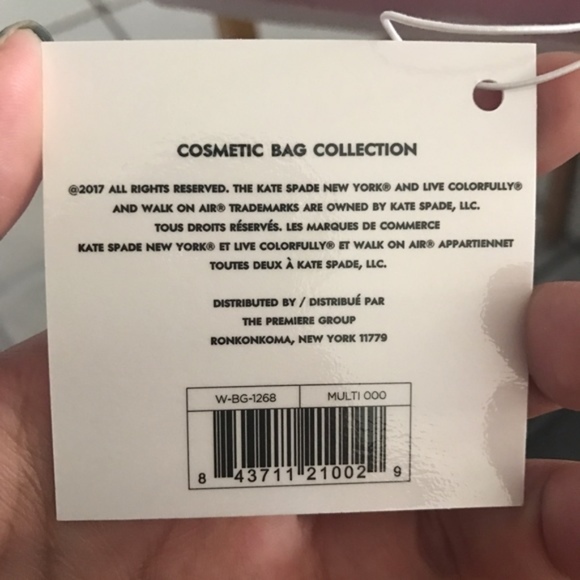 COSMETIC BAG COLLECTION
@2017 ALL RIGHTS RESERVED. THE KATE SPADE NEW YORK® AND LIVE COLORFULLY®
AND WALK ON AIR® TRADEMARKS ARE OWNED BY KATE SPADE, LLC.
TOUS DROITS RÉSERVÉS. LES MARQUES DE COMMERCE
KATE SPADE NEW YORK® ET LIVE COLORFULLY® ET WALK ON AIR® APPARTIENNET
TOUTES DEUX À KATE SPADE, LLC.
DISTRIBUTED BY / DISTRIBUÉ PAR
THE PREMIERE GROUP
RONKONKOMA, NEW YORK 11779
W-BG-1268 MULTI 000
8 43711 21002 9